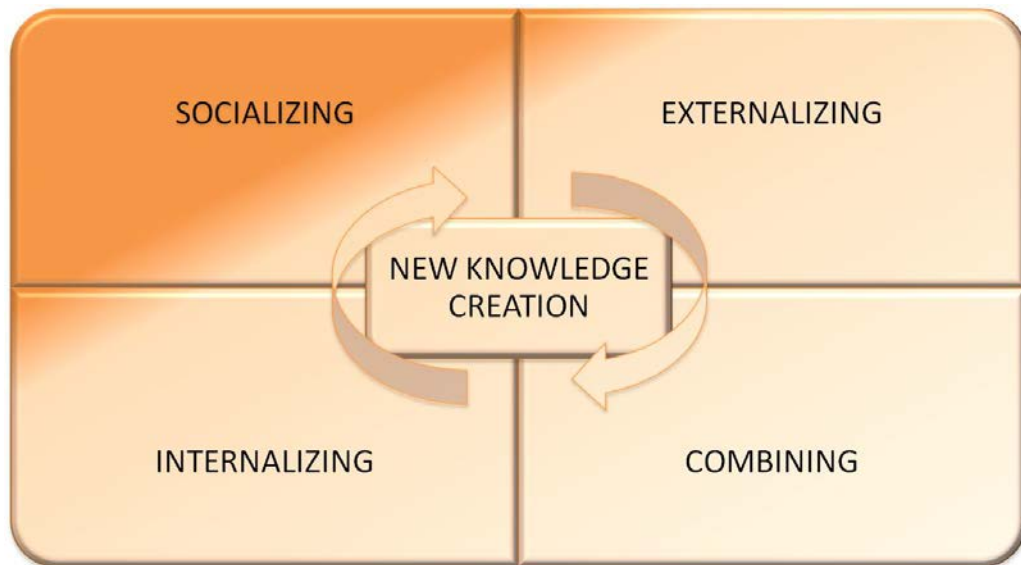 SOCIALIZING
EXTERNALIZING
NEW KNOWLEDGE
CREATION
INTERNALIZING
COMBINING